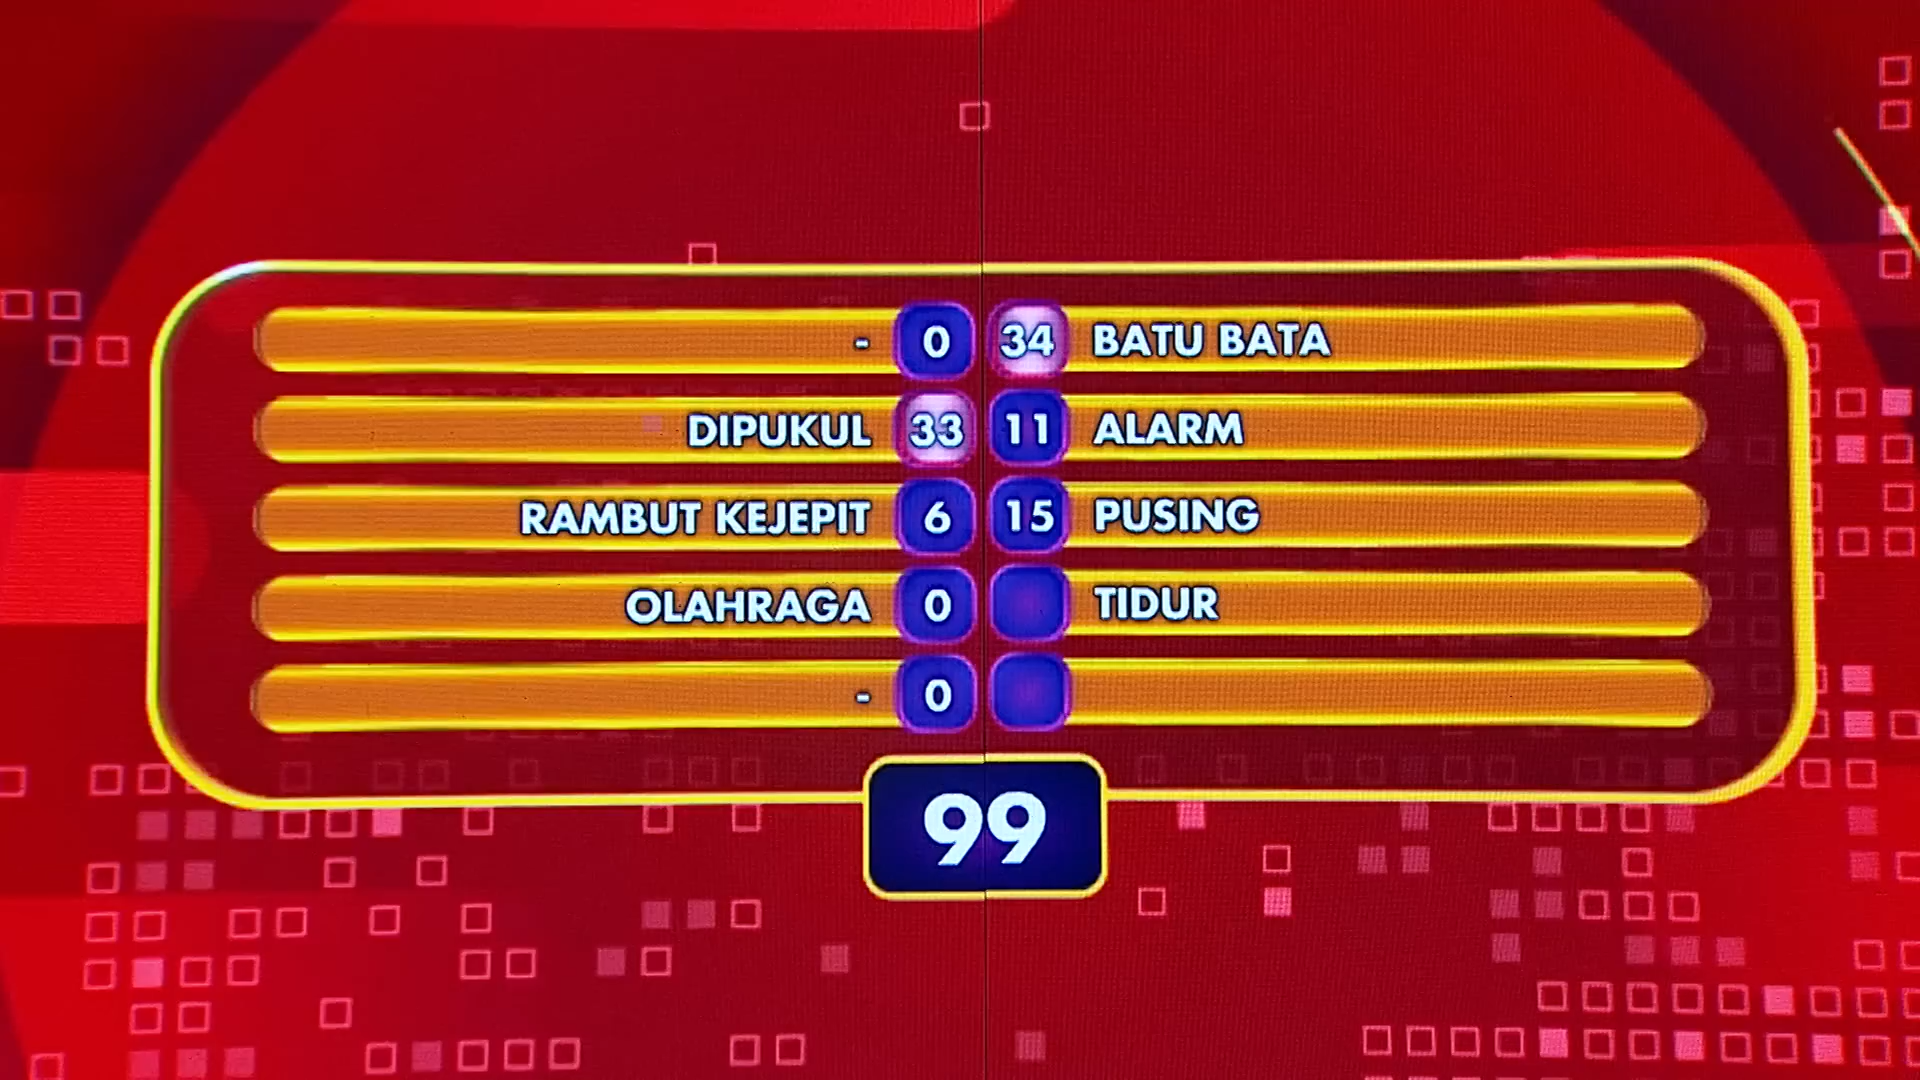 - 0 34 BATU BATA
DIPUKUL 33 11 ALARM
RAMBUT KEJEPIT 6 15 PUSING
OLAHRAGA 0 TIDUR
- 0
99